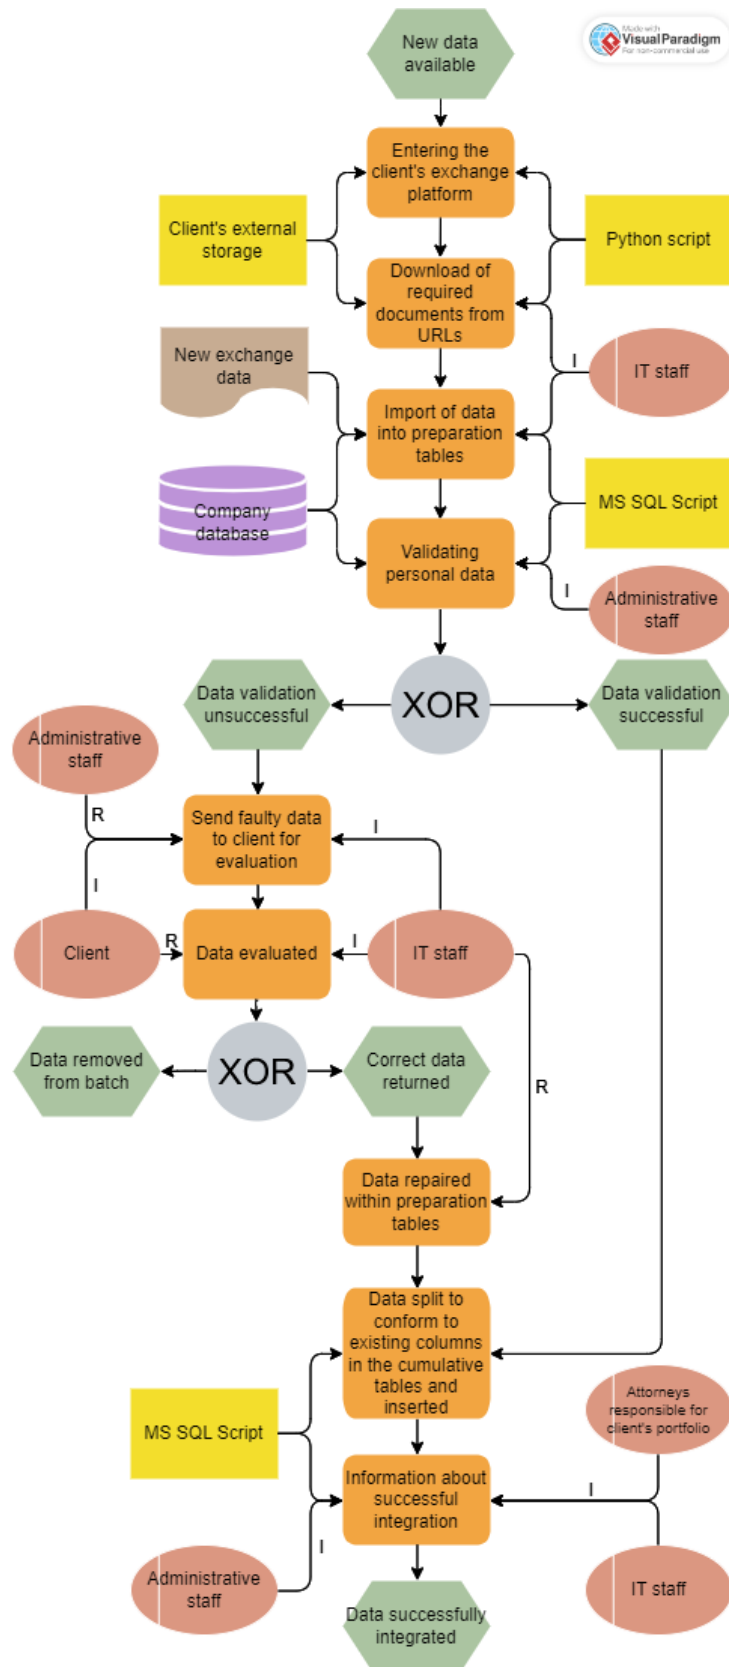 New data
available
Made with
Visual Paradigm
For non-commercial use
Entering the
client's exchange
platform
Client's external
storage
Python script
Download of
required
documents from
URLs
New exchange
data
I
IT staff
Import of data
into preparation
tables
Company
database
MS SQL Script
Validating
personal data
I
Administrative
staff
Data validation
unsuccessful
XOR
Data validation
successful
Administrative
staff
R
Send faulty data
to client for
evaluation
I
I
Client
R
Data evaluated
I
IT staff
Data removed
from batch
XOR
Correct data
returned
R
Data repaired
within preparation
tables
Data split to
conform to
existing columns
in the cumulative
tables and
inserted
MS SQL Script
Attorneys
responsible for
client's portfolio
Information about
successful
integration
I
I
Administrative
staff
IT staff
Data successfully
integrated